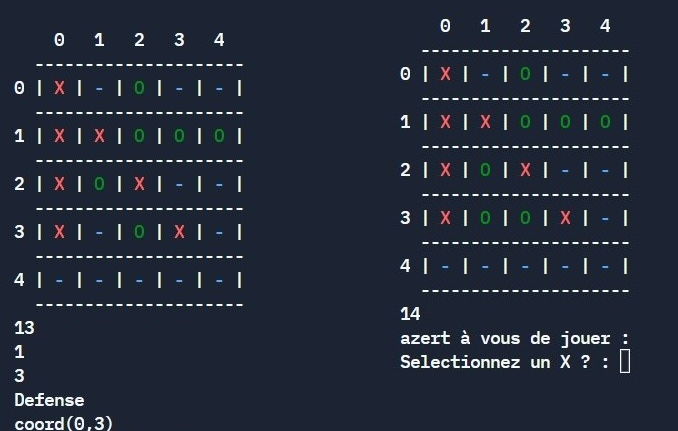 0 1 2 3 4
--------------------
0 | X | - | O | - | - |
--------------------
1 | X | X | O | O | O |
--------------------
2 | X | O | X | - | - |
--------------------
3 | X | - | O | X | - |
--------------------
4 | - | - | - | - | - |
--------------------
13
1
3
Defense
coord(0,3)
0 1 2 3 4
--------------------
0 | X | - | O | - | - |
--------------------
1 | X | X | O | O | O |
--------------------
2 | X | O | X | - | - |
--------------------
3 | X | O | O | X | - |
--------------------
4 | - | - | - | - | - |
--------------------
14
azert à vous de jouer :
Selectionnez un X ? :